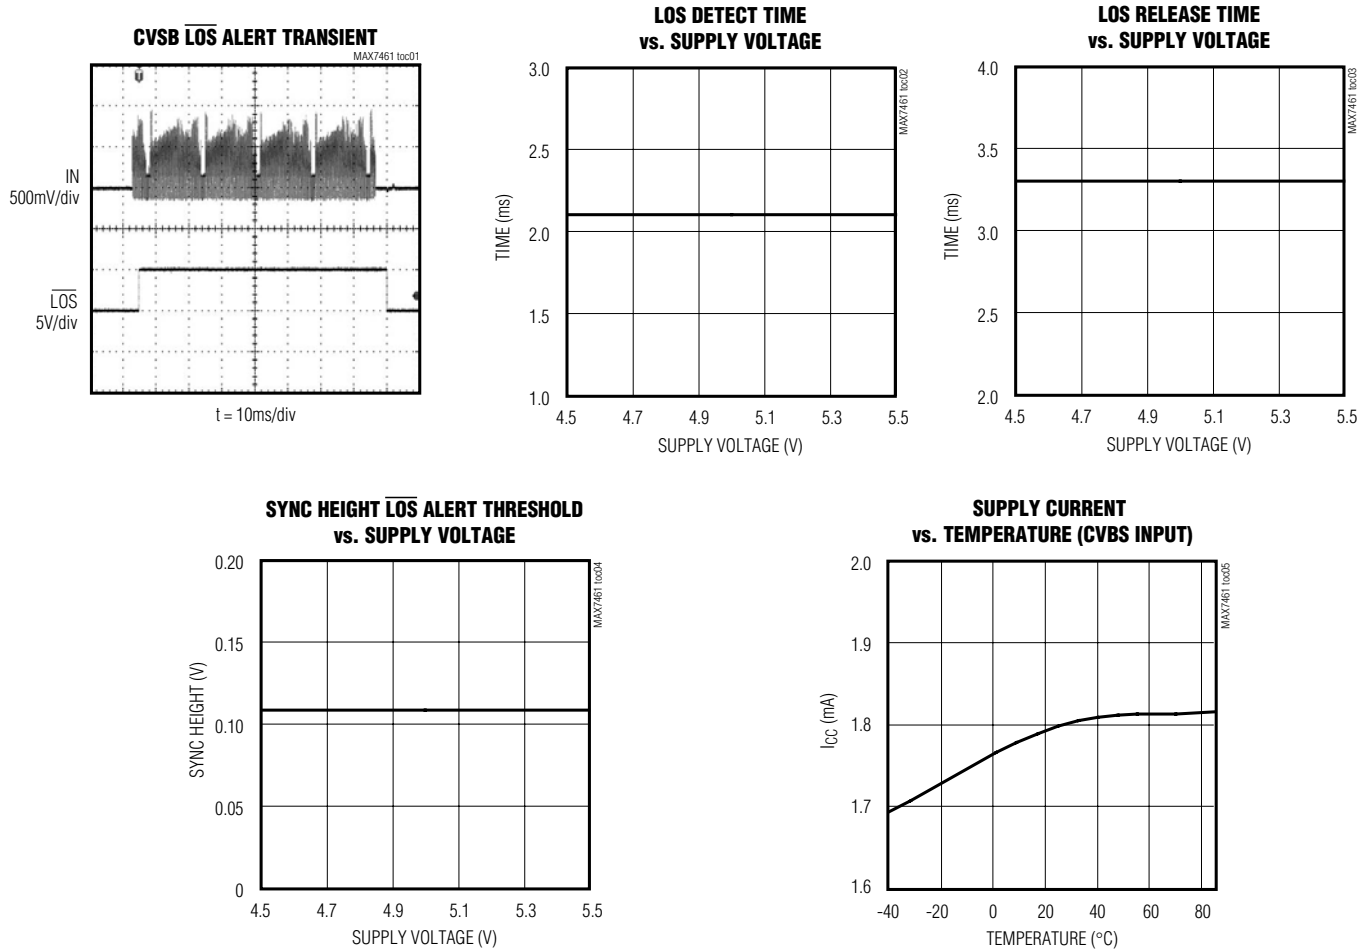 CVSB LOS ALERT TRANSIENT
MAX7461 toc01
T
IN
500mV/div
LOS
5V/div
t = 10ms/div
LOS DETECT TIME
vs. SUPPLY VOLTAGE
MAX7461 toc02
3.0
2.5
2.0
1.5
1.0
TIME (ms)
4.5 4.7 4.9 5.1 5.3 5.5
SUPPLY VOLTAGE (V)
LOS RELEASE TIME
vs. SUPPLY VOLTAGE
MAX7461 toc03
4.0
3.5
3.0
2.5
2.0
TIME (ms)
4.5 4.7 4.9 5.1 5.3 5.5
SUPPLY VOLTAGE (V)
SYNC HEIGHT LOS ALERT THRESHOLD
vs. SUPPLY VOLTAGE
MAX7461 toc04
0.20
0.15
0.10
0.05
0
SYNC HEIGHT (V)
4.5 4.7 4.9 5.1 5.3 5.5
SUPPLY VOLTAGE (V)
SUPPLY CURRENT
vs. TEMPERATURE (CVBS INPUT)
MAX7461 toc05
2.0
1.9
1.8
1.7
1.6
ICC (mA)
-40 -20 0 20 40 60 80
TEMPERATURE (°C)